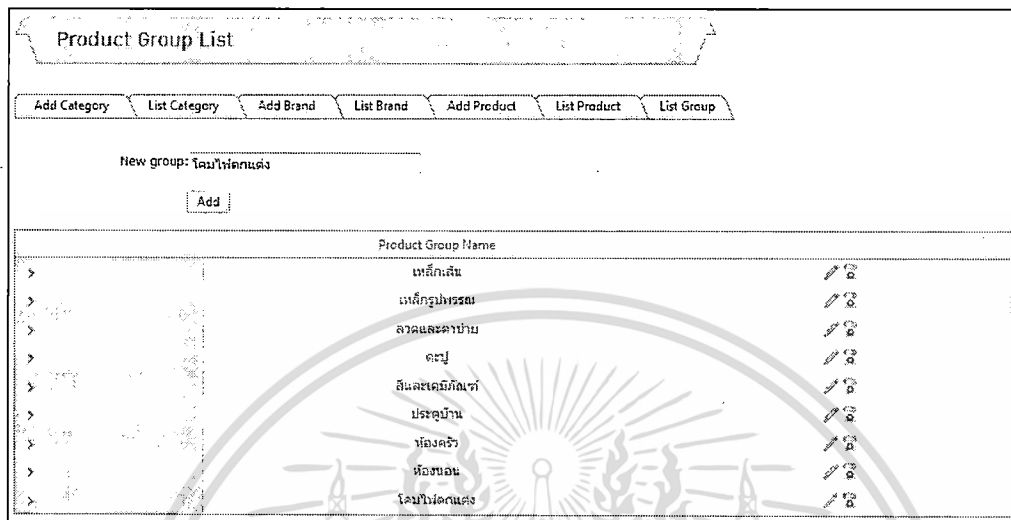 Product Group List
Add Category List Category Add Brand List Brand Add Product List Product List Group
New group: โคมไฟตกแต่ง
Add
Product Group Name
เหล็กเส้น
เหล็กรูปพรรณ
ลวดและตาข่าย
ตะปู
สีและเคมีภัณฑ์
ประตูบ้าน
ห้องครัว
ห้องนอน
โคมไฟตกแต่ง